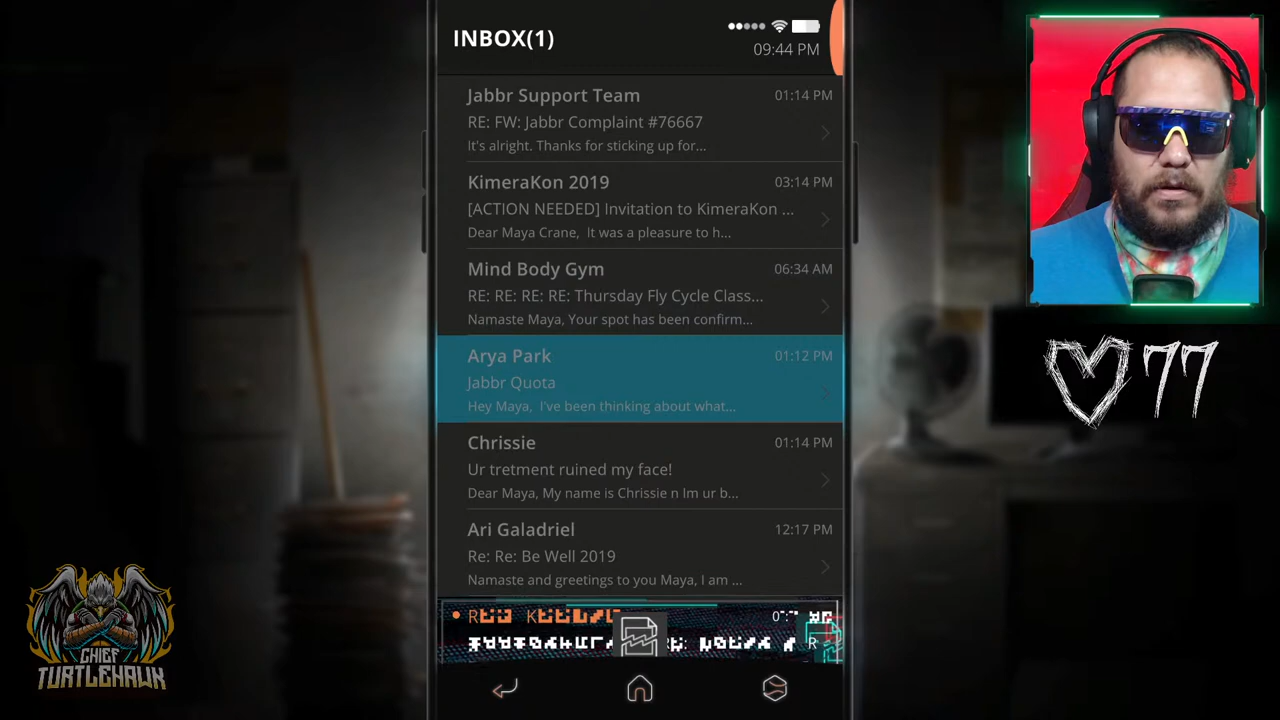 INBOX(1)
09:44 PM
Jabbr Support Team
01:14 PM
RE: FW: Jabbr Complaint #76667
It's alright. Thanks for sticking up for...
KimeraKon 2019
03:14 PM
[ACTION NEEDED] Invitation to KimeraKon ...
Dear Maya Crane,  It was a pleasure to h...
Mind Body Gym
06:34 AM
RE: RE: RE: RE: Thursday Fly Cycle Class...
Namaste Maya, Your spot has been confirm...
Arya Park
01:12 PM
Jabbr Quota
Hey Maya,  I've been thinking about what...
Chrissie
01:14 PM
Ur tretment ruined my face!
Dear Maya, My name is Chrissie n Im ur b...
Ari Galadriel
12:17 PM
Re: Re: Be Well 2019
Namaste and greetings to you Maya, I am ...
77
CHIEF
TURTLEHAWK